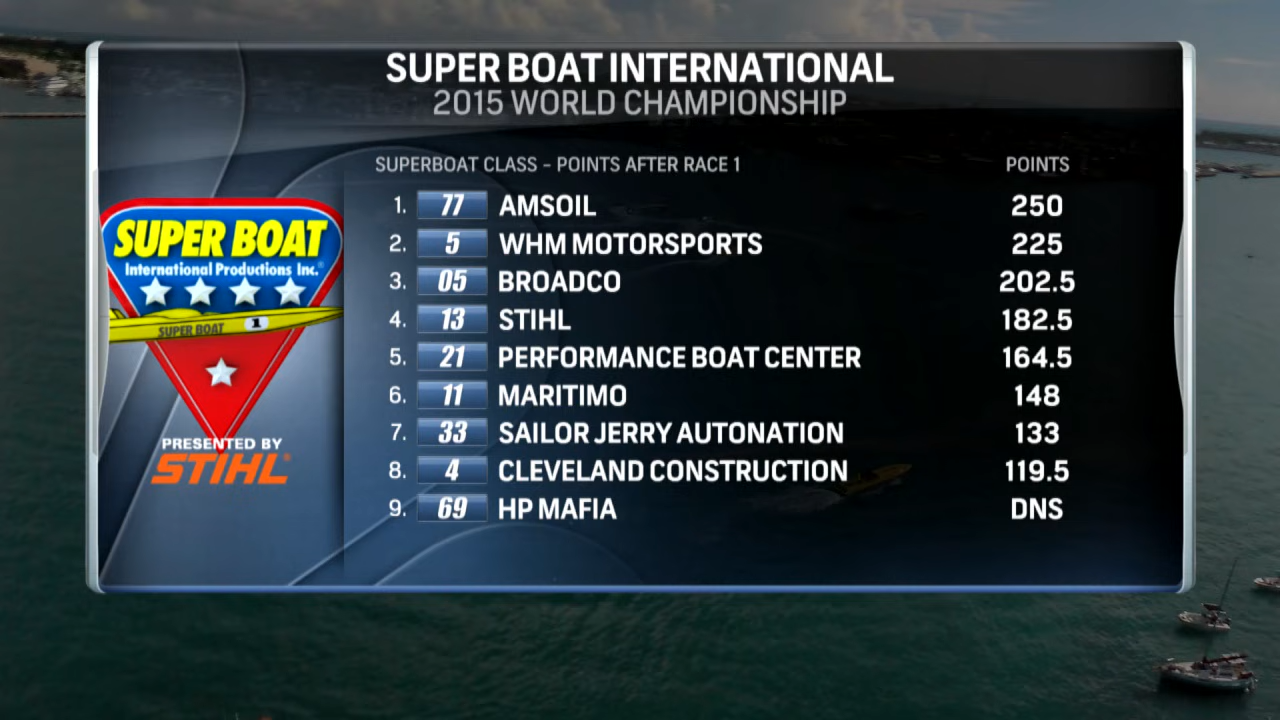 SUPER BOAT INTERNATIONAL
2015 WORLD CHAMPIONSHIP
SUPERBOAT CLASS - POINTS AFTER RACE 1 POINTS
1. 77 AMSOIL 250
2. 5 WHM MOTORSPORTS 225
3. 05 BROADCO 202.5
4. 13 STIHL 182.5
5. 21 PERFORMANCE BOAT CENTER 164.5
6. 11 MARITIMO 148
7. 33 SAILOR JERRY AUTONATION 133
8. 4 CLEVELAND CONSTRUCTION 119.5
9. 69 HP MAFIA DNS
SUPER BOAT
International Productions Inc.®
SUPER BOAT 1
PRESENTED BY
STIHL®